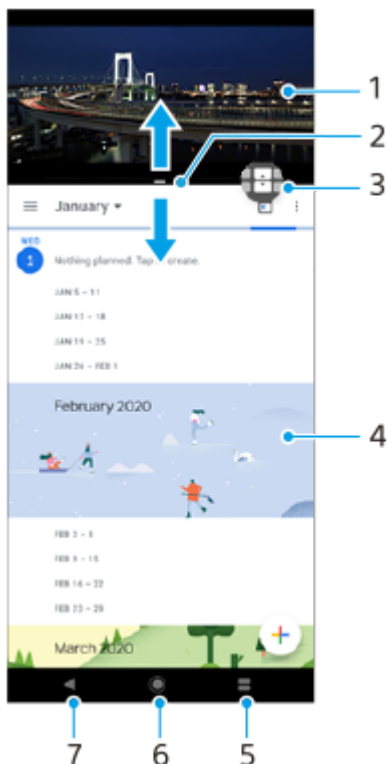 1
2
3
January
WED
1
Nothing planned. Tap to create.
JAN 5 – 11
JAN 12 – 18
JAN 19 – 25
JAN 26 – FEB 1
February 2020
4
FEB 2 – 8
FEB 9 – 15
FEB 16 – 22
FEB 23 – 29
March 2020
7
6
5